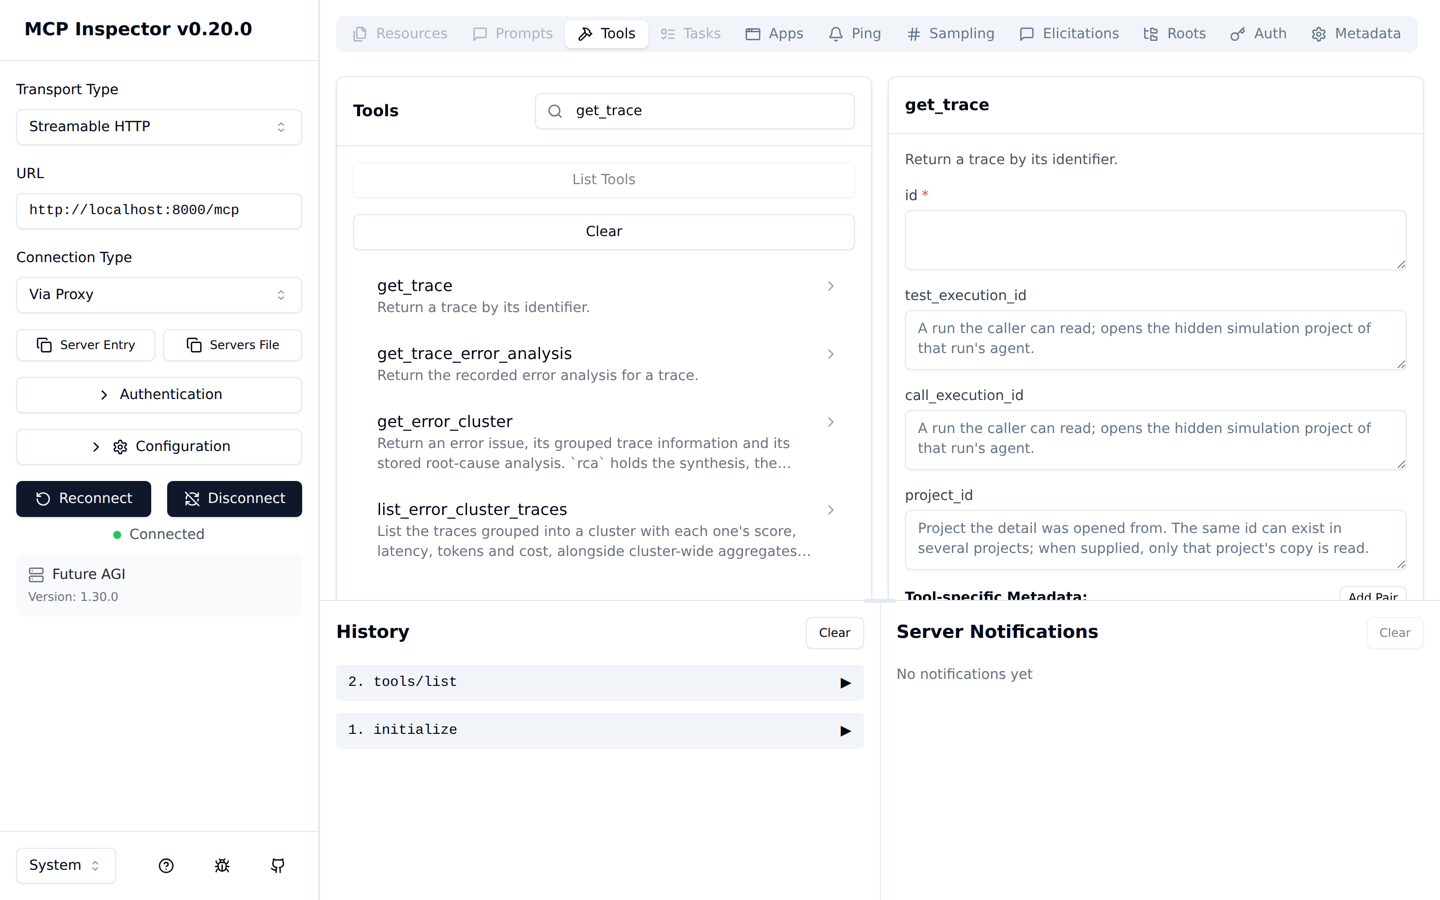 MCP Inspector v0.20.0
Transport Type
Streamable HTTP
URL
http://localhost:8000/mcp
Connection Type
Via Proxy
Server Entry
Servers File
Authentication
Configuration
Reconnect
Disconnect
Connected
Future AGI
Version: 1.30.0
System
Resources
Prompts
Tools
Tasks
Apps
Ping
Sampling
Elicitations
Roots
Auth
Metadata
Tools
get_trace
List Tools
Clear
get_trace
Return a trace by its identifier.
get_trace_error_analysis
Return the recorded error analysis for a trace.
get_error_cluster
Return an error issue, its grouped trace information and its
stored root-cause analysis. `rca` holds the synthesis, the...
list_error_cluster_traces
List the traces grouped into a cluster with each one's score,
latency, tokens and cost, alongside cluster-wide aggregates...
get_trace
Return a trace by its identifier.
id *
test_execution_id
A run the caller can read; opens the hidden simulation project of
that run's agent.
call_execution_id
A run the caller can read; opens the hidden simulation project of
that run's agent.
project_id
Project the detail was opened from. The same id can exist in
several projects; when supplied, only that project's copy is read.
Tool-specific Metadata:
Add Pair
History
Clear
2. tools/list
1. initialize
Server Notifications
Clear
No notifications yet